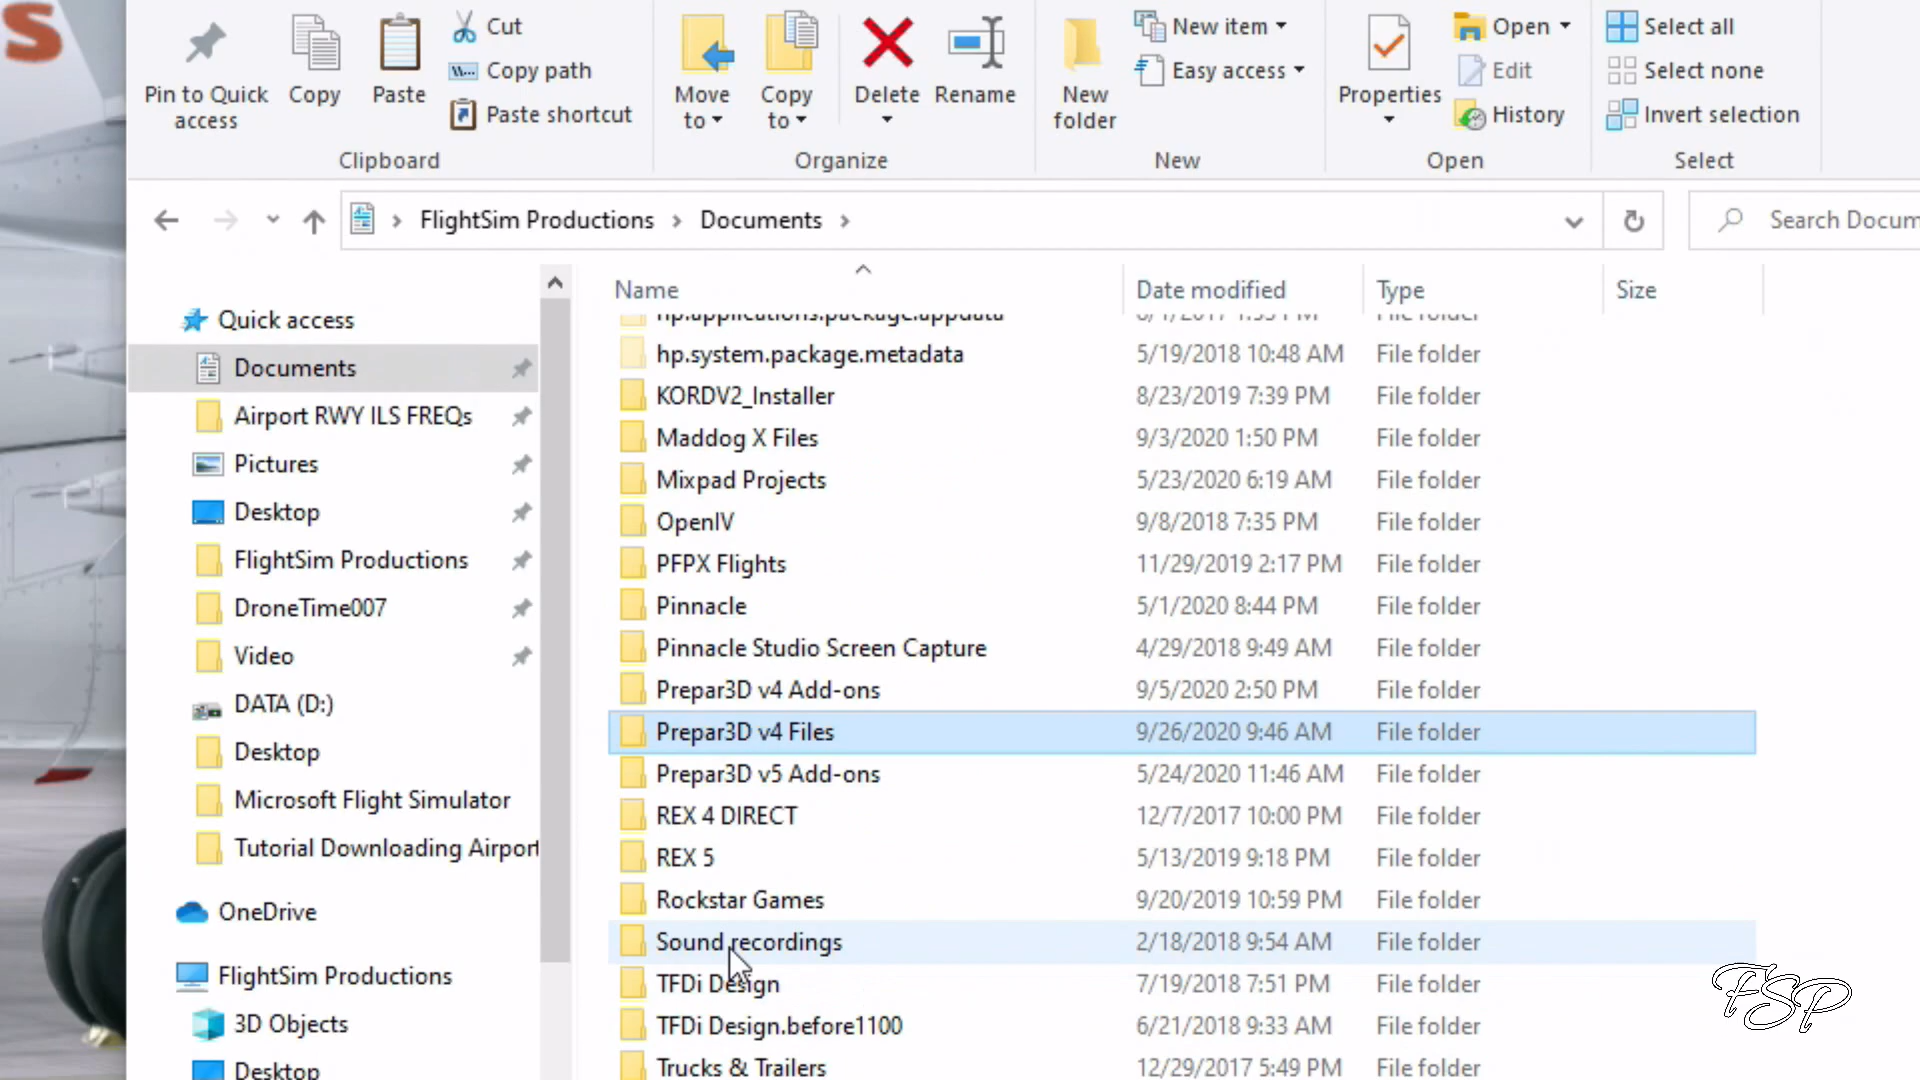 S
Pin to Quick access
Copy
Paste
Cut
Copy path
Paste shortcut
Clipboard
Move to
Copy to
Delete
Rename
Organize
New folder
New item
Easy access
New
Properties
Open
Edit
History
Open
Select all
Select none
Invert selection
Select
FlightSim Productions
Documents
Search Docum
Quick access
Documents
Airport RWY ILS FREQs
Pictures
Desktop
FlightSim Productions
DroneTime007
Video
DATA (D:)
Desktop
Microsoft Flight Simulator
Tutorial Downloading Airport
OneDrive
FlightSim Productions
3D Objects
Desktop
Name Date modified Type Size
hp.applications.package.appdata
hp.system.package.metadata 5/19/2018 10:48 AM File folder
KORDV2_Installer 8/23/2019 7:39 PM File folder
Maddog X Files 9/3/2020 1:50 PM File folder
Mixpad Projects 5/23/2020 6:19 AM File folder
OpenIV 9/8/2018 7:35 PM File folder
PFPX Flights 11/29/2019 2:17 PM File folder
Pinnacle 5/1/2020 8:44 PM File folder
Pinnacle Studio Screen Capture 4/29/2018 9:49 AM File folder
Prepar3D v4 Add-ons 9/5/2020 2:50 PM File folder
Prepar3D v4 Files 9/26/2020 9:46 AM File folder
Prepar3D v5 Add-ons 5/24/2020 11:46 AM File folder
REX 4 DIRECT 12/7/2017 10:00 PM File folder
REX 5 5/13/2019 9:18 PM File folder
Rockstar Games 9/20/2019 10:59 PM File folder
Sound recordings 2/18/2018 9:54 AM File folder
TFDi Design 7/19/2018 7:51 PM File folder
TFDi Design.before1100 6/21/2018 9:33 AM File folder
Trucks & Trailers 12/29/2017 5:49 PM File folder
FSP